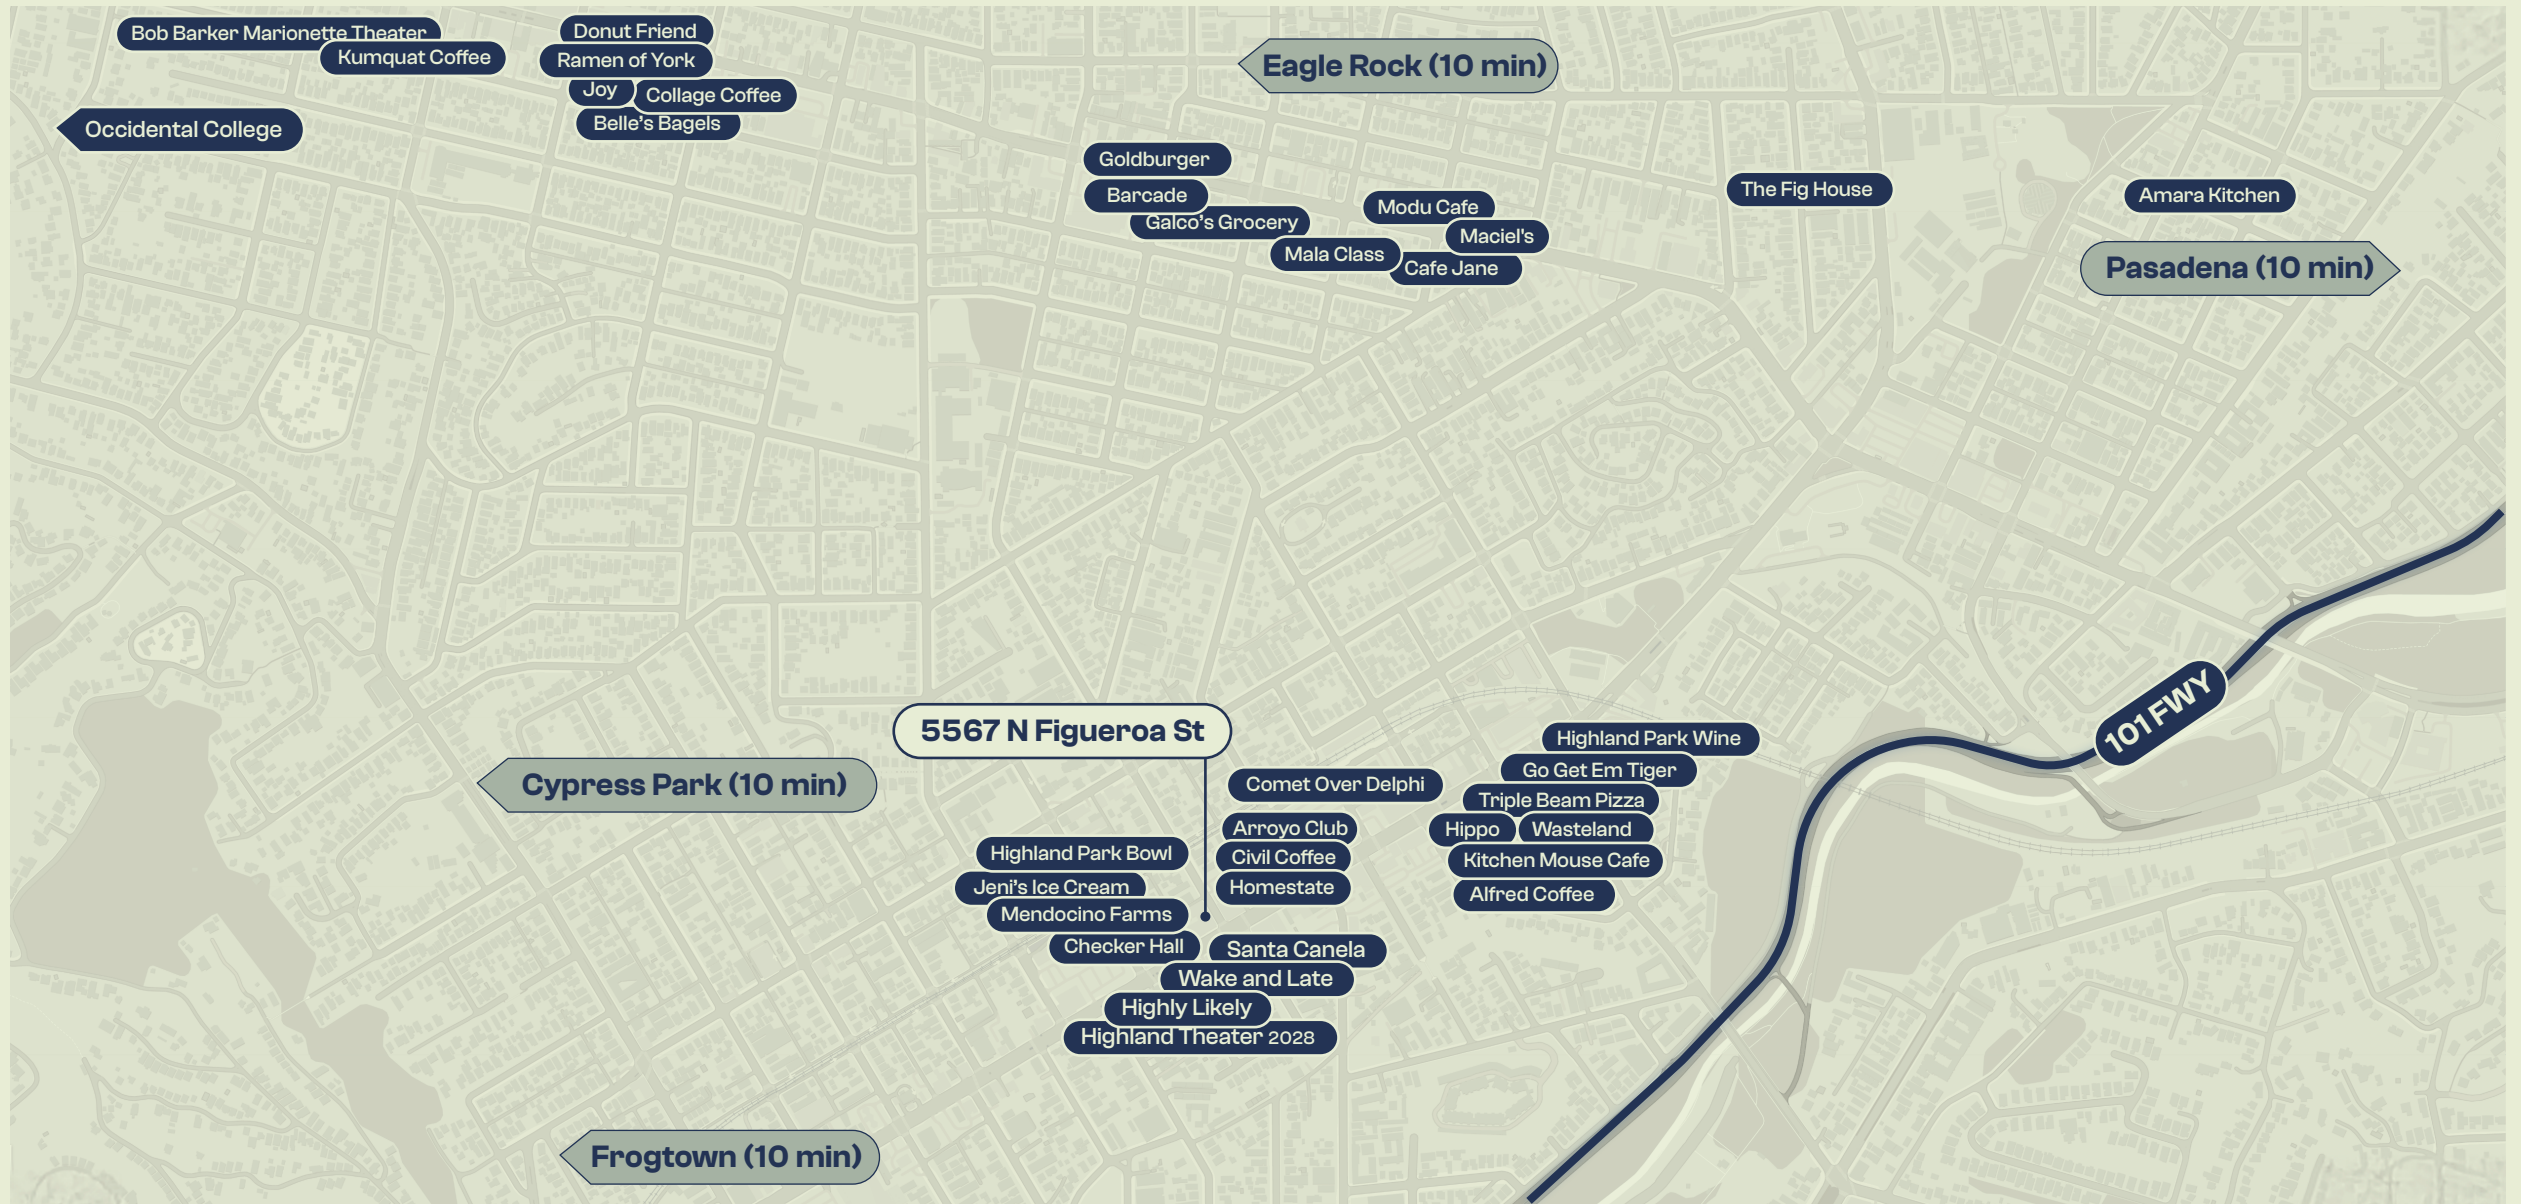 Bob Barker Marionette Theater
Kumquat Coffee
Donut Friend
Ramen of York
Joy
Collage Coffee
Belle's Bagels
Occidental College
Eagle Rock (10 min)
Goldburger
Barcade
Galco's Grocery
Modu Cafe
Maciel's
Mala Class
Cafe Jane
The Fig House
Amara Kitchen
Pasadena (10 min)
101 FWY
5567 N Figueroa St
Cypress Park (10 min)
Comet Over Delphi
Arroyo Club
Civil Coffee
Homestate
Highland Park Bowl
Jeni's Ice Cream
Mendocino Farms
Checker Hall
Santa Canela
Wake and Late
Highly Likely
Highland Theater 2028
Highland Park Wine
Go Get Em Tiger
Triple Beam Pizza
Hippo
Wasteland
Kitchen Mouse Cafe
Alfred Coffee
Frogtown (10 min)